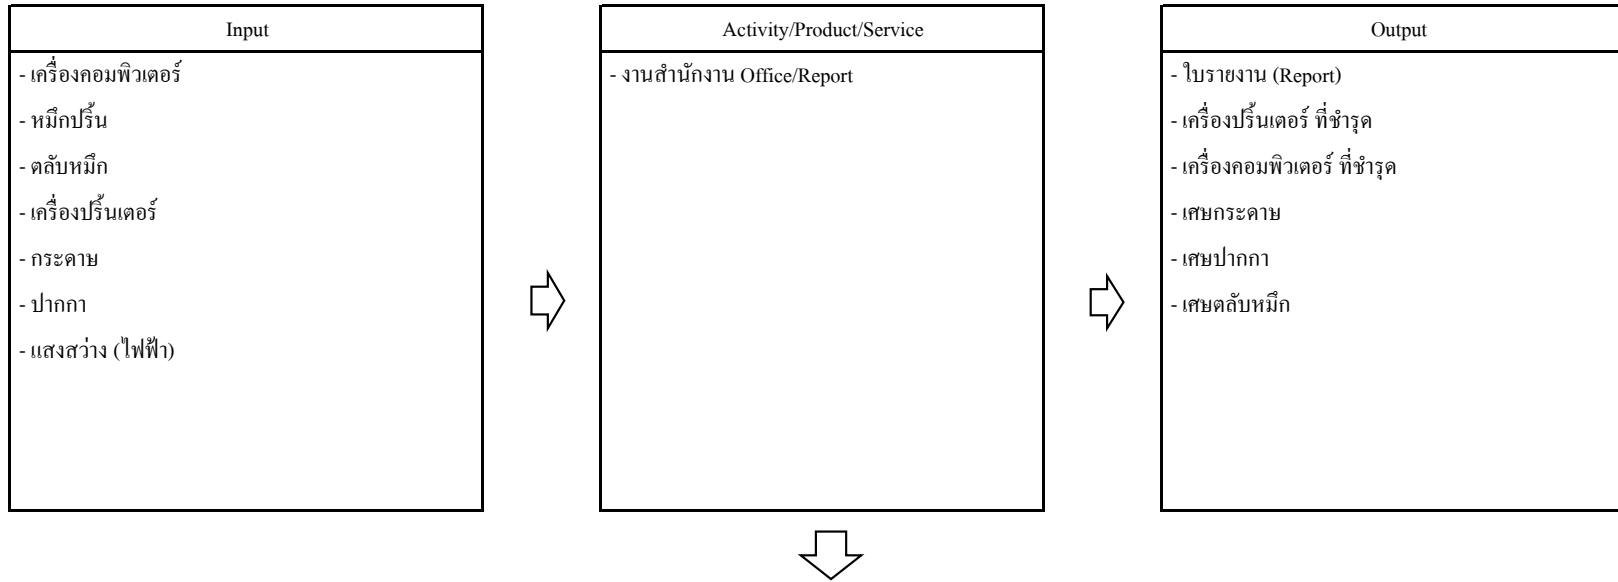 Input
- เครื่องคอมพิวเตอร์
- หมึกปริ้น
- ตลับหมึก
- เครื่องปริ้นเตอร์
- กระดาษ
- ปากกา
- แสงสว่าง (ไฟฟ้า)
Activity/Product/Service
- งานสำนักงาน Office/Report
Output
- ใบรายงาน (Report)
- เครื่องปริ้นเตอร์ ที่ชำรุด
- เครื่องคอมพิวเตอร์ ที่ชำรุด
- เศษกระดาษ
- เศษปากกา
- เศษตลับหมึก